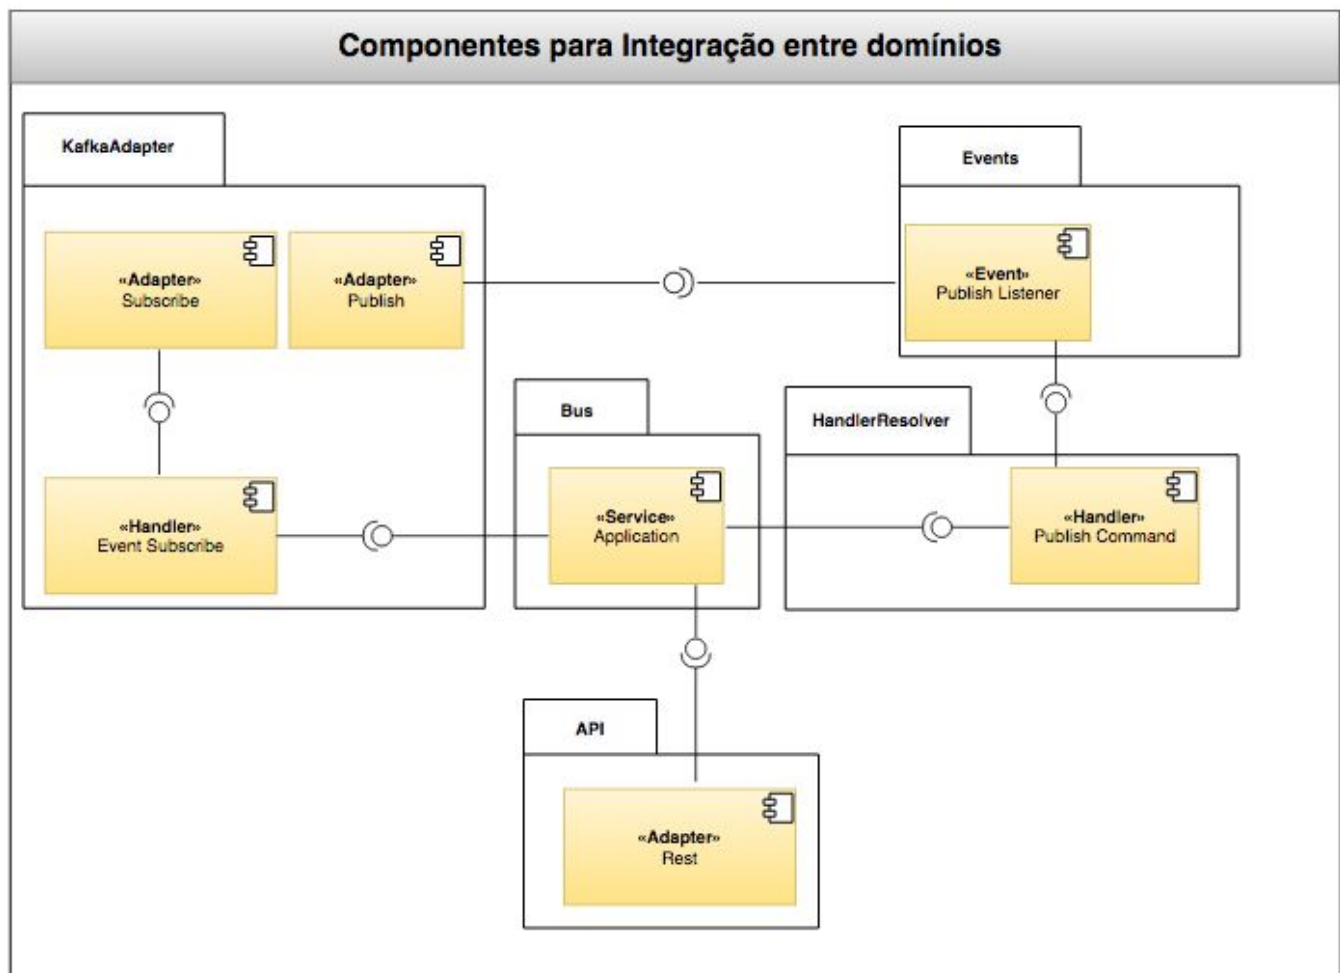 Componentes para Integração entre domínios
KafkaAdapter
Events
«Adapter»
Subscribe
«Adapter»
Publish
«Event»
Publish Listener
Bus
HandlerResolver
«Handler»
Event Subscribe
«Service»
Application
«Handler»
Publish Command
API
«Adapter»
Rest